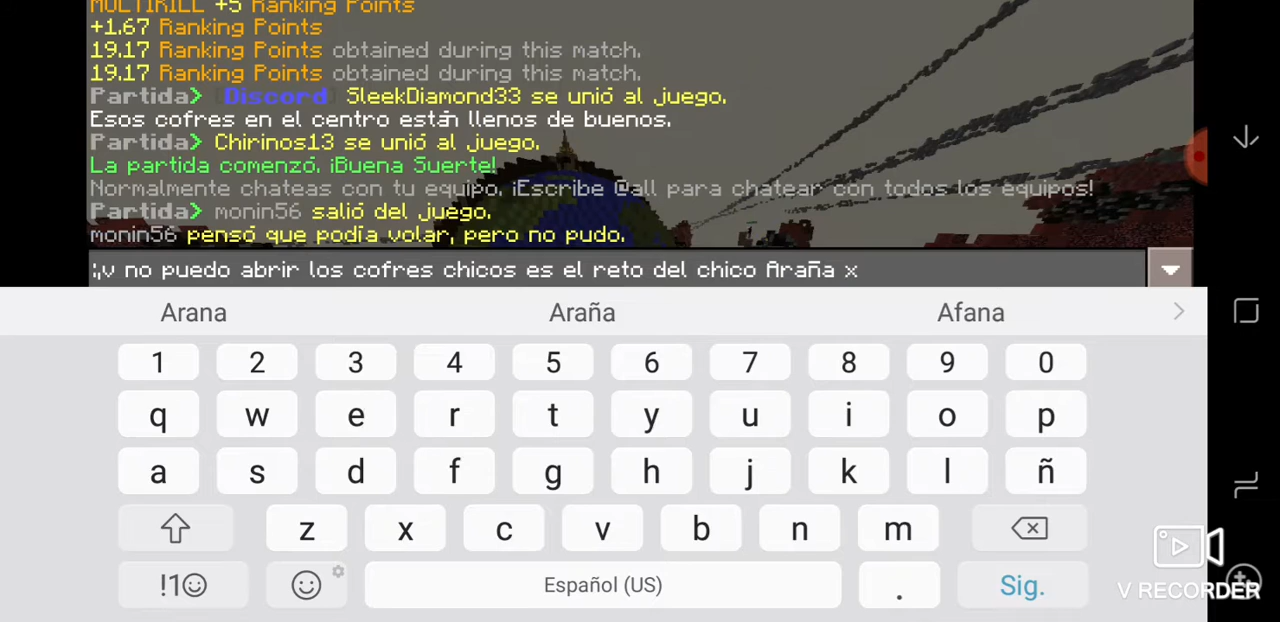 MULTIKILL +5 Ranking Points
+1.67 Ranking Points
19.17 Ranking Points obtained during this match.
19.17 Ranking Points obtained during this match.
Partida> [Discord] SleekDiamond33 se unió al juego.
Esos cofres en el centro están llenos de buenos.
Partida> Chirinos13 se unió al juego.
La partida comenzó. ¡Buena Suerte!
Normalmente chateas con tu equipo. ¡Escribe @all para chatear con todos los equipos!
Partida> monin56 salió del juego.
monin56 pensó que podía volar, pero no pudo.
:,v no puedo abrir los cofres chicos es el reto del chico Araña x
Arana Araña Afana
1 2 3 4 5 6 7 8 9 0
q w e r t y u i o p
a s d f g h j k l ñ
z x c v b n m
!1☺ Español (US) . Sig.
V RECORDER